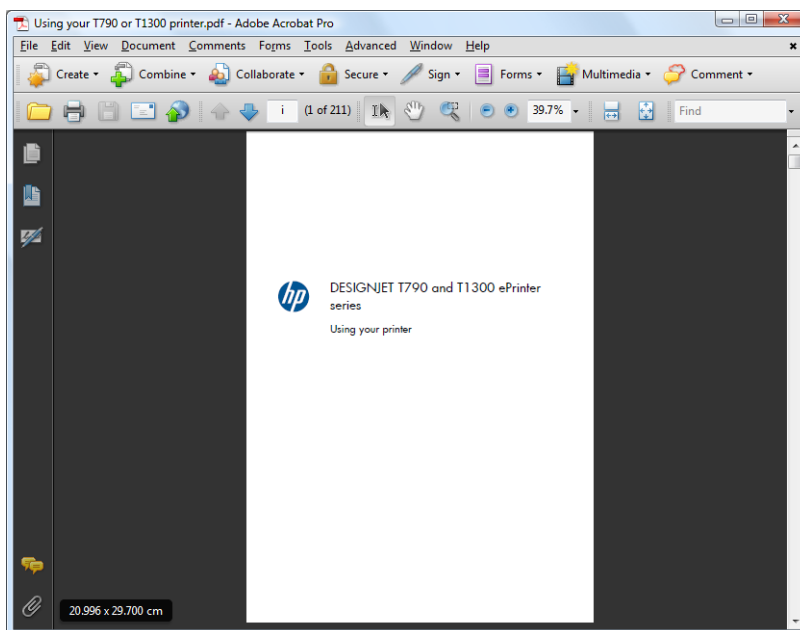 Using your T790 or T1300 printer.pdf - Adobe Acrobat Pro
File Edit View Document Comments Forms Tools Advanced Window Help
Create Combine Collaborate Secure Sign Forms Multimedia Comment
i (1 of 211) 39.7% Find
hp
DESIGNJET T790 and T1300 ePrinter
series
Using your printer
20.996 x 29.700 cm